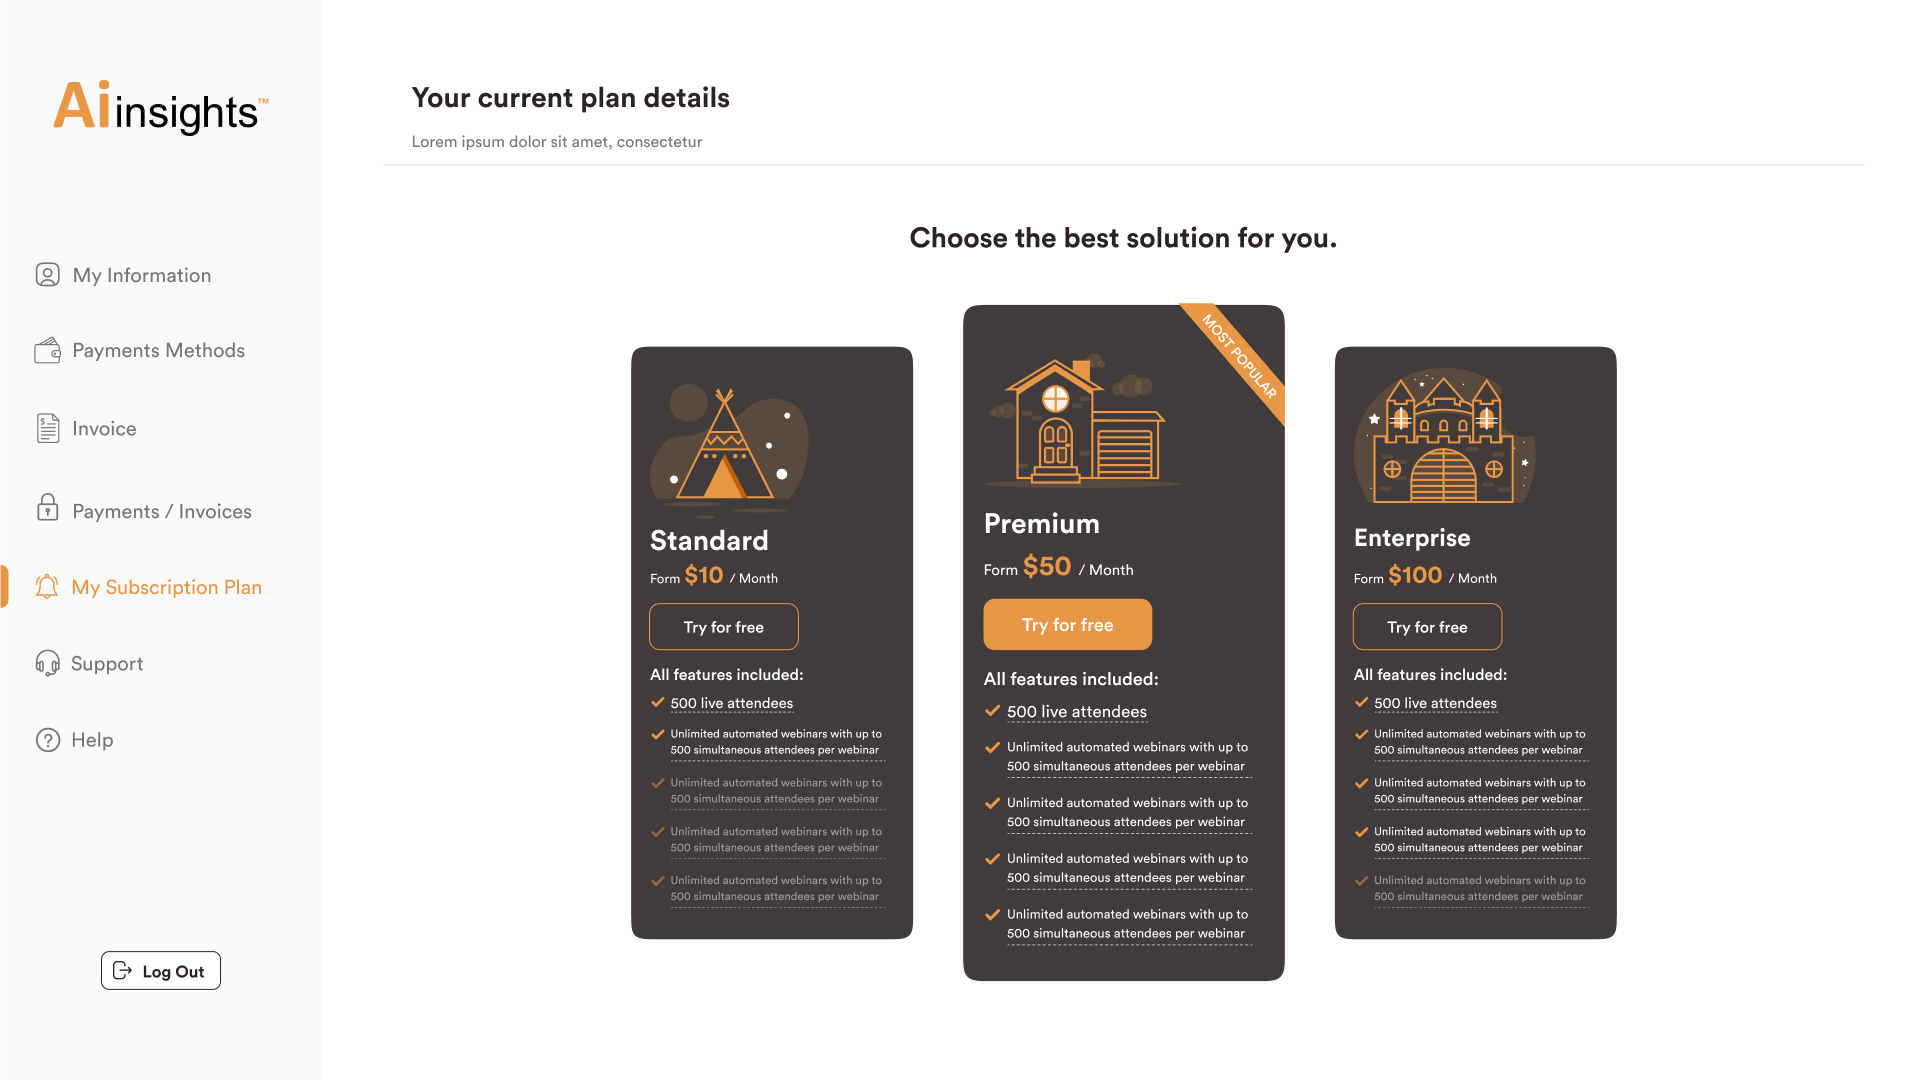 Ai insights™
My Information
Payments Methods
Invoice
Payments / Invoices
My Subscription Plan
Support
Help
Log Out
Your current plan details
Lorem ipsum dolor sit amet, consectetur
Choose the best solution for you.
Standard
Form $10 / Month
Try for free
All features included:
500 live attendees
Unlimited automated webinars with up to
500 simultaneous attendees per webinar
Unlimited automated webinars with up to
500 simultaneous attendees per webinar
Unlimited automated webinars with up to
500 simultaneous attendees per webinar
Unlimited automated webinars with up to
500 simultaneous attendees per webinar
MOST POPULAR
Premium
Form $50 / Month
Try for free
All features included:
500 live attendees
Unlimited automated webinars with up to
500 simultaneous attendees per webinar
Unlimited automated webinars with up to
500 simultaneous attendees per webinar
Unlimited automated webinars with up to
500 simultaneous attendees per webinar
Unlimited automated webinars with up to
500 simultaneous attendees per webinar
Enterprise
Form $100 / Month
Try for free
All features included:
500 live attendees
Unlimited automated webinars with up to
500 simultaneous attendees per webinar
Unlimited automated webinars with up to
500 simultaneous attendees per webinar
Unlimited automated webinars with up to
500 simultaneous attendees per webinar
Unlimited automated webinars with up to
500 simultaneous attendees per webinar